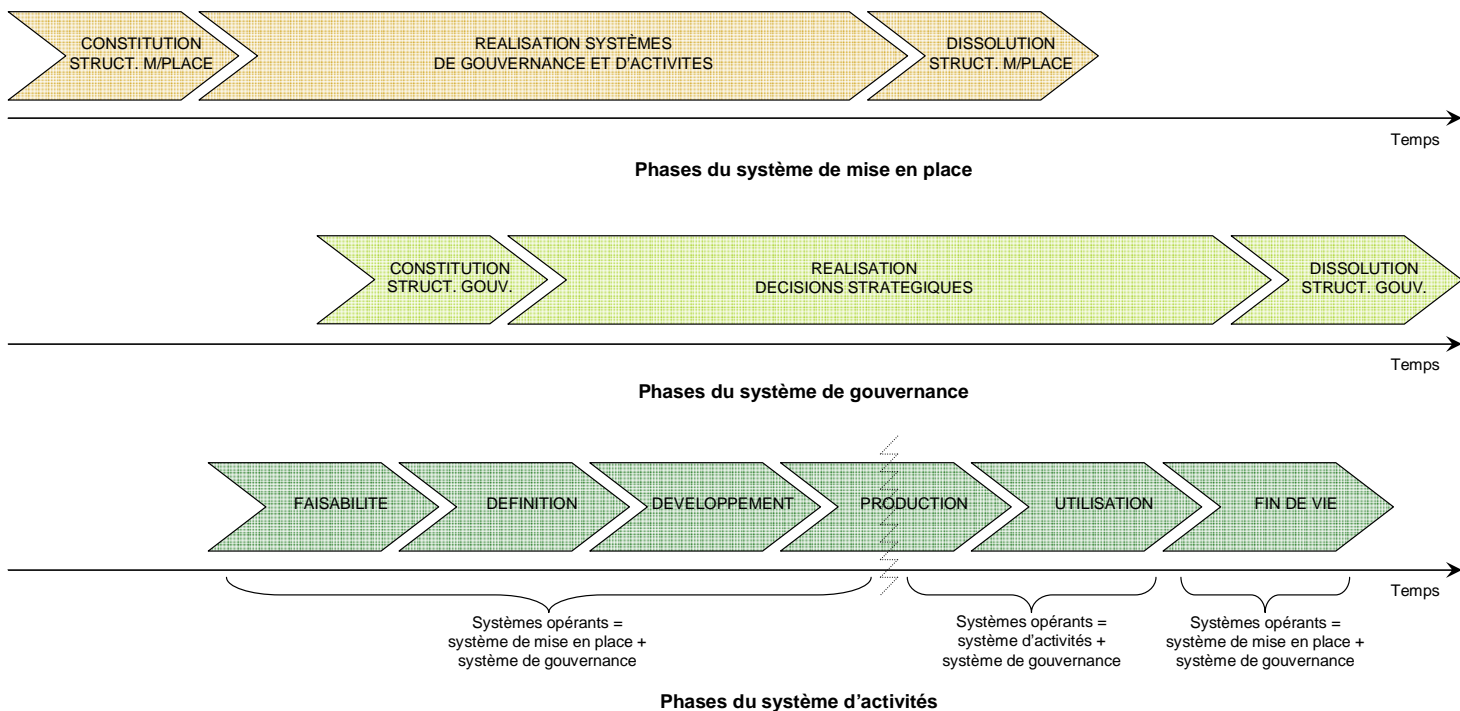 CONSTITUTION
STRUCT. M/PLACE
REALISATION SYSTÈMES
DE GOUVERNANCE ET D'ACTIVITES
DISSOLUTION
STRUCT. M/PLACE
Temps
Phases du système de mise en place
CONSTITUTION
STRUCT. GOUV.
REALISATION
DECISIONS STRATEGIQUES
DISSOLUTION
STRUCT. GOUV.
Temps
Phases du système de gouvernance
FAISABILITE
DEFINITION
DEVELOPPEMENT
PRODUCTION
UTILISATION
FIN DE VIE
Temps
Systèmes opérants =
système de mise en place +
système de gouvernance
Systèmes opérants =
système d'activités +
système de gouvernance
Systèmes opérants =
système de mise en place +
système de gouvernance
Phases du système d'activités